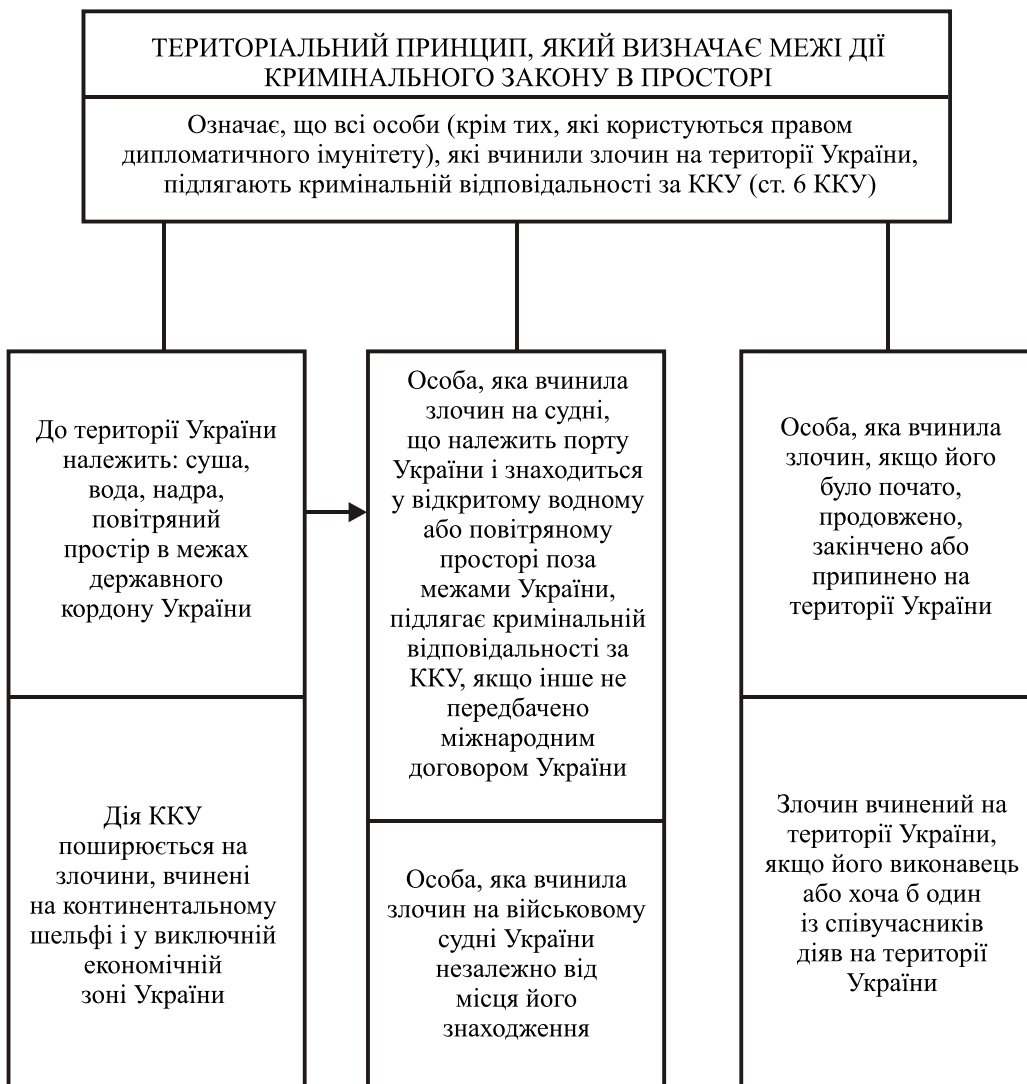 ТЕРИТОРІАЛЬНИЙ ПРИНЦИП, ЯКИЙ ВИЗНАЧАЄ МЕЖІ ДІЇ
КРИМІНАЛЬНОГО ЗАКОНУ В ПРОСТОРІ
Означає, що всі особи (крім тих, які користуються правом
дипломатичного імунітету), які вчинили злочин на території України,
підлягають кримінальній відповідальності за ККУ (ст. 6 ККУ)
До території України
належить: суша,
вода, надра,
повітряний
простір в межах
державного
кордону України
Дія ККУ
поширюється на
злочини, вчинені
на континентальному
шельфі і у виключній
економічній
зоні України
Особа, яка вчинила
злочин на судні,
що належить порту
України і знаходиться
у відкритому водному
або повітряному
просторі поза
межами України,
підлягає кримінальній
відповідальності за
ККУ, якщо інше не
передбачено
міжнародним
договором України
Особа, яка вчинила
злочин на військовому
судні України
незалежно від
місця його
знаходження
Особа, яка вчинила
злочин, якщо його
було почато,
продовжено,
закінчено або
припинено на
території України
Злочин вчинений на
території України,
якщо його виконавець
або хоча б один
із співучасників
діяв на території
України